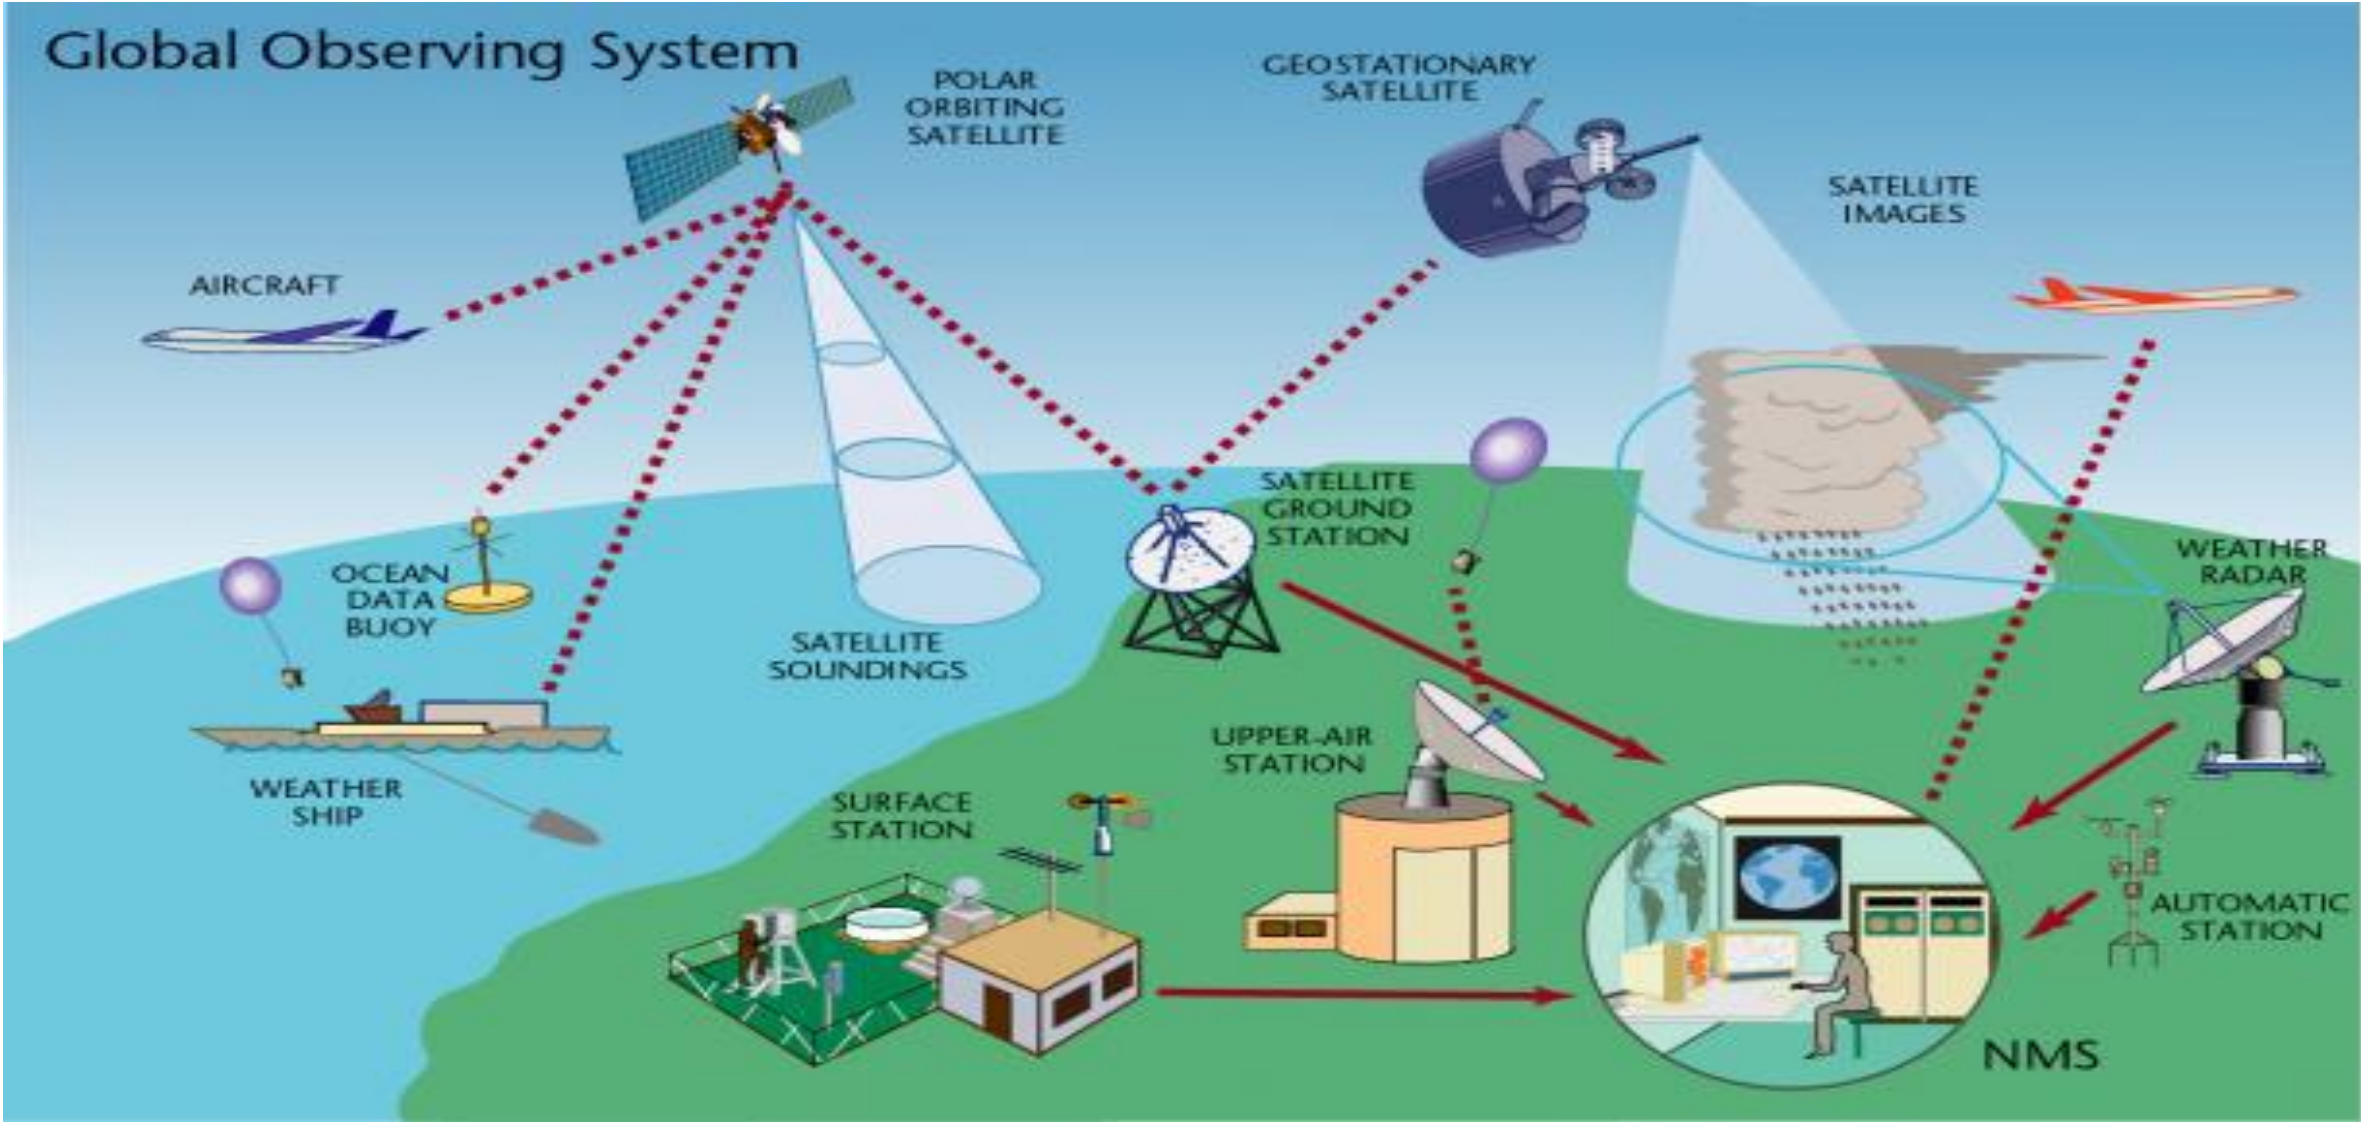 Global Observing System
POLAR
ORBITING
SATELLITE
GEOSTATIONARY
SATELLITE
SATELLITE
IMAGES
AIRCRAFT
SATELLITE
GROUND
STATION
WEATHER
RADAR
OCEAN
DATA
BUOY
SATELLITE
SOUNDINGS
UPPER-AIR
STATION
WEATHER
SHIP
SURFACE
STATION
AUTOMATIC
STATION
NMS